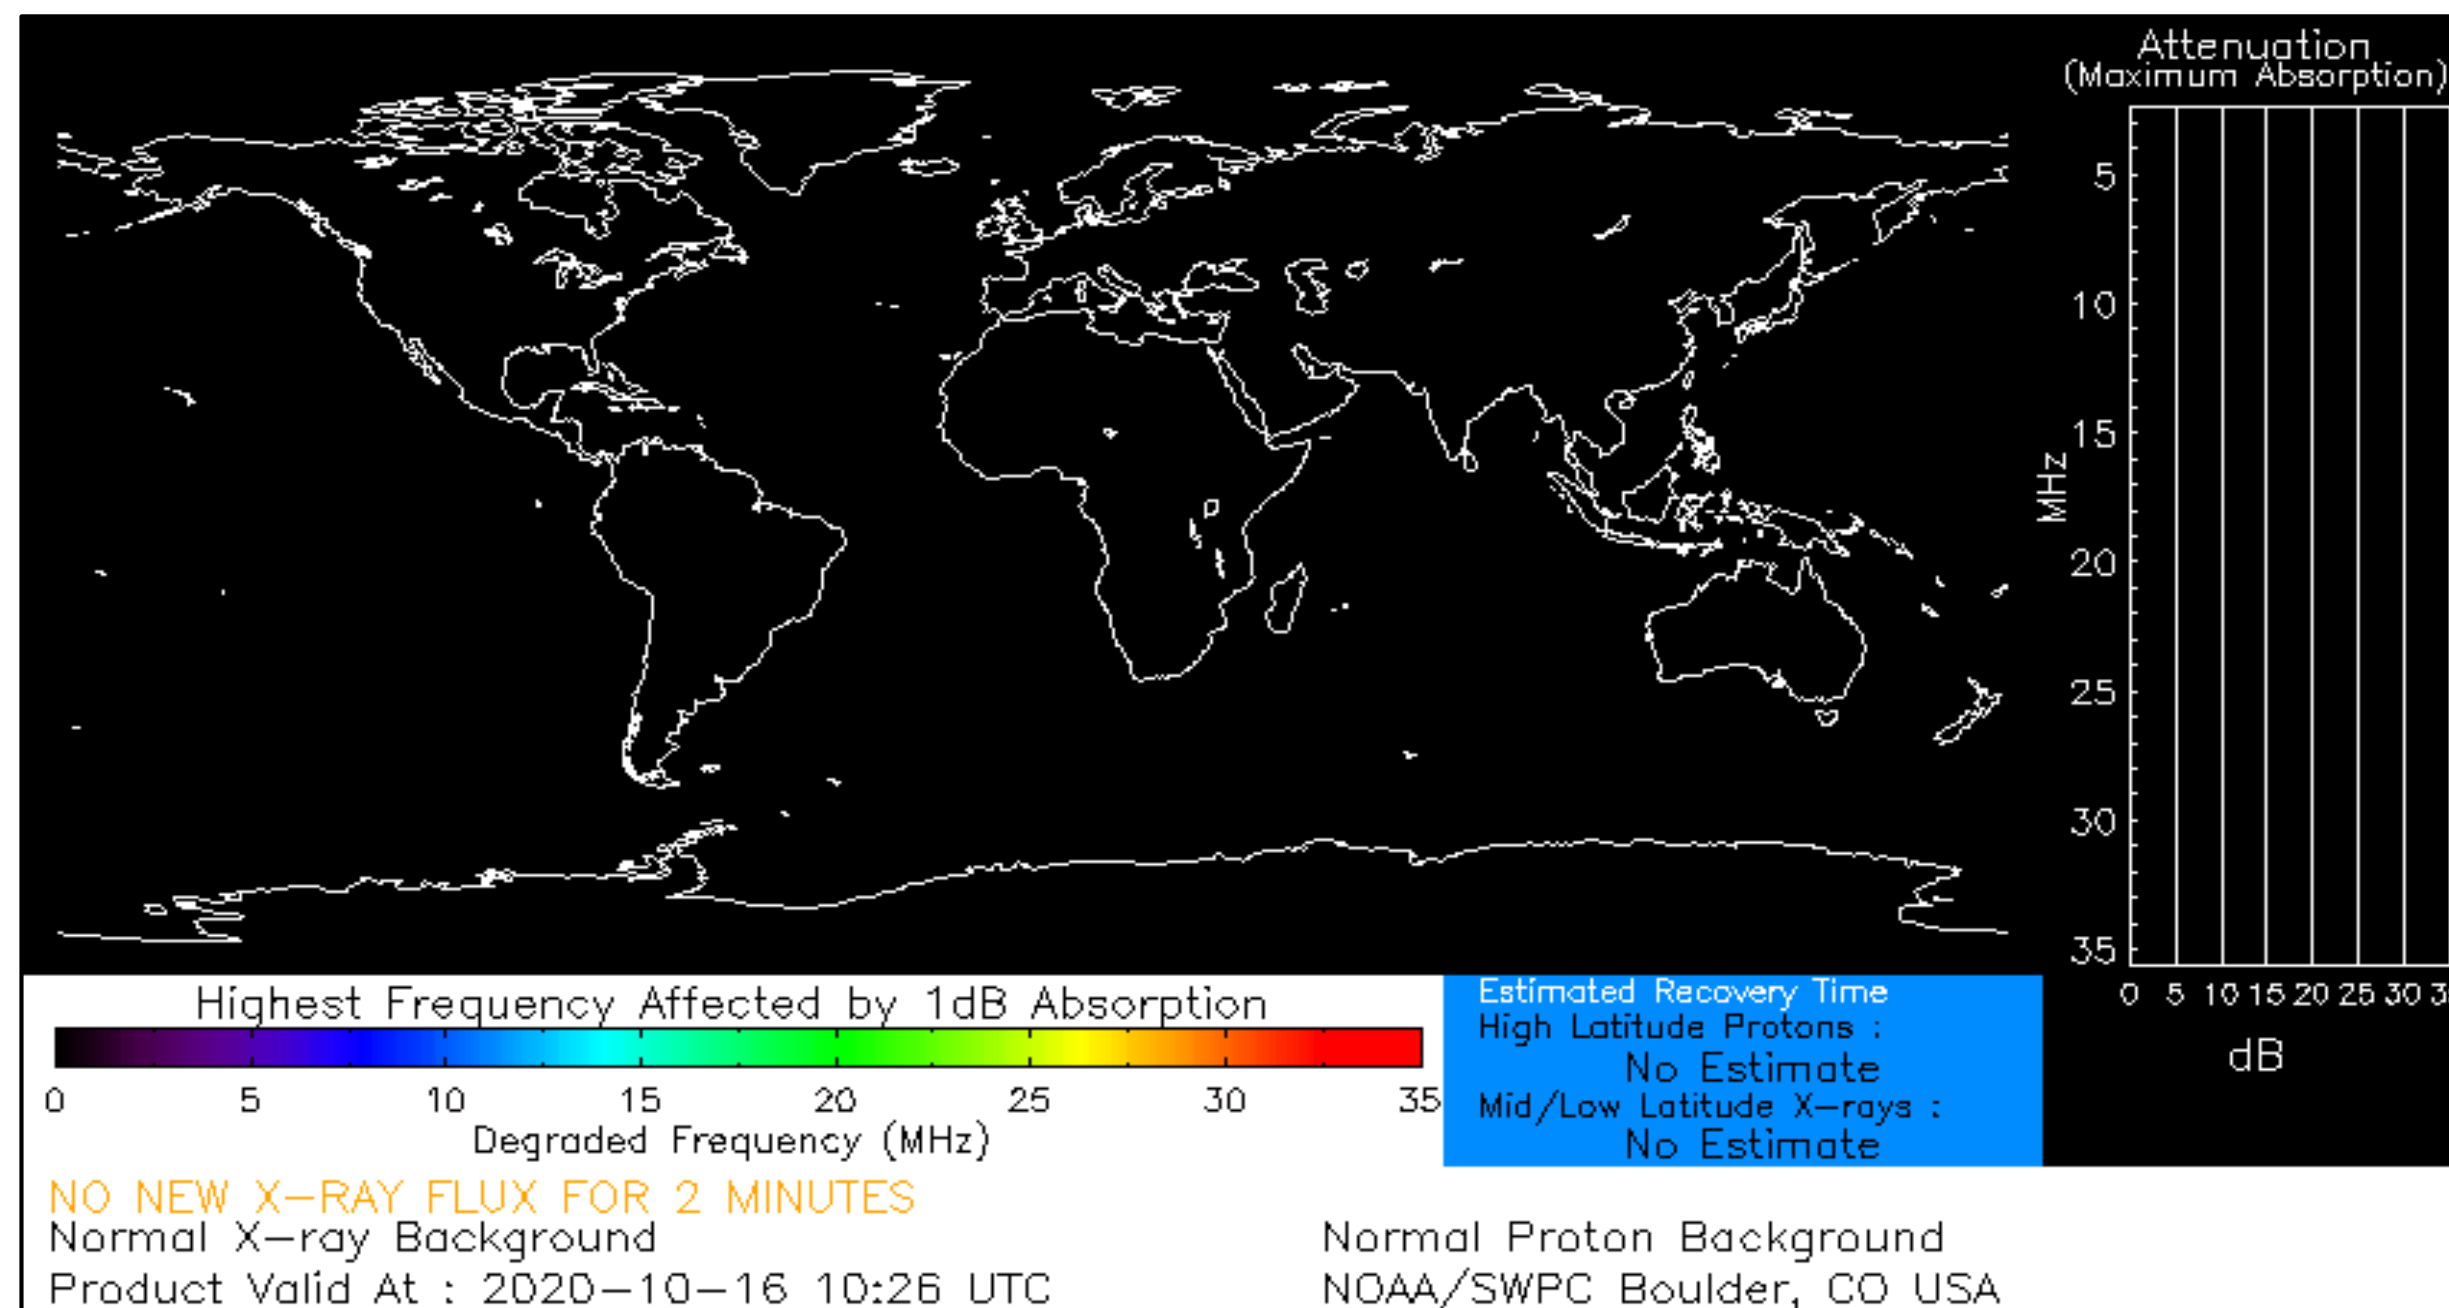 Attenuation
(Maximum Absorption)
5
10
15
20
25
30
35
MHz
0 5 10 15 20 25 30
dB
Highest Frequency Affected by 1dB Absorption
0 5 10 15 20 25 30 35
Degraded Frequency (MHz)
Estimated Recovery Time
High Latitude Protons :
No Estimate
Mid/Low Latitude X-rays :
No Estimate
NO NEW X-RAY FLUX FOR 2 MINUTES
Normal X-ray Background
Normal Proton Background
Product Valid At : 2020-10-16 10:26 UTC
NOAA/SWPC Boulder, CO USA